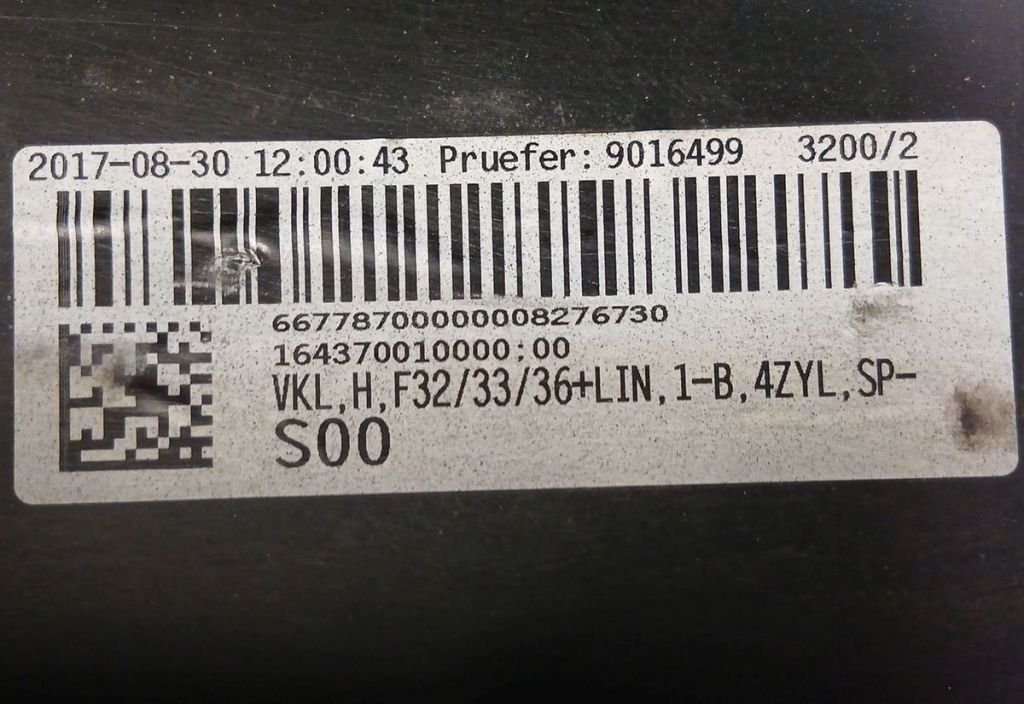 2017-08-30 12:00:43 Pruefer: 9016499 3200/2
66778700000008276730
164370010000:00
VKL,H,F32/33/36+LIN,1-B,4ZYL,SP-
S00